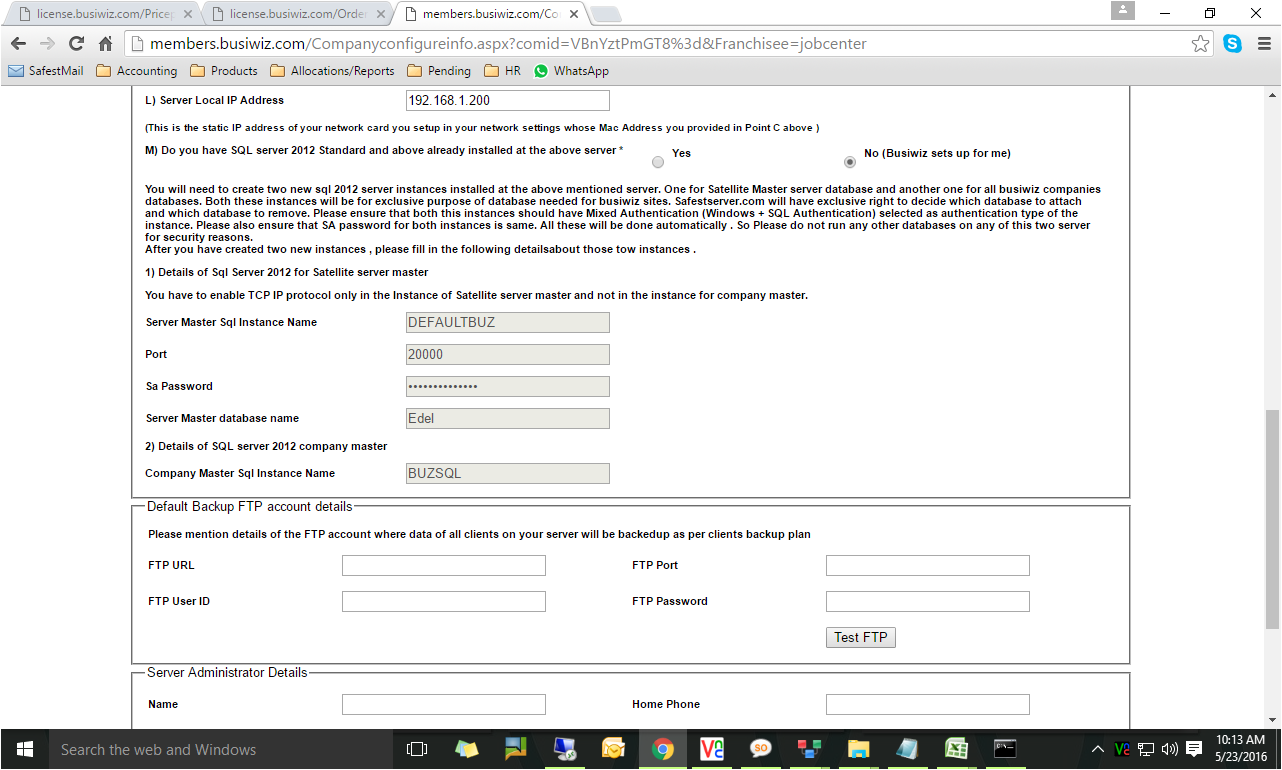 license.busiwiz.com/Pricep
license.busiwiz.com/Order
members.busiwiz.com/Co
members.busiwiz.com/Companyconfigureinfo.aspx?comid=VBnYztPmGT8%3d&Franchisee=jobcenter
SafestMail Accounting Products Allocations/Reports Pending HR WhatsApp
L) Server Local IP Address 192.168.1.200
(This is the static IP address of your network card you setup in your network settings whose Mac Address you provided in Point C above )
M) Do you have SQL server 2012 Standard and above already installed at the above server * Yes No (Busiwiz sets up for me)
You will need to create two new sql 2012 server instances installed at the above mentioned server. One for Satellite Master server database and another one for all busiwiz companies
databases. Both these instances will be for exclusive purpose of database needed for busiwiz sites. Safestserver.com will have exclusive right to decide which database to attach
and which database to remove. Please ensure that both this instances should have Mixed Authentication (Windows + SQL Authentication) selected as authentication type of the
instance. Please also ensure that SA password for both instances is same. All these will be done automatically . So Please do not run any other databases on any of this two server
for security reasons.
After you have created two new instances , please fill in the following detailsabout those tow instances .
1) Details of Sql Server 2012 for Satellite server master
You have to enable TCP IP protocol only in the Instance of Satellite server master and not in the instance for company master.
Server Master Sql Instance Name DEFAULTBUZ
Port 20000
Sa Password ••••••••••••••
Server Master database name Edel
2) Details of SQL server 2012 company master
Company Master Sql Instance Name BUZSQL
Default Backup FTP account details
Please mention details of the FTP account where data of all clients on your server will be backedup as per clients backup plan
FTP URL FTP Port
FTP User ID FTP Password
Test FTP
Server Administrator Details
Name Home Phone
Search the web and Windows
10:13 AM
5/23/2016